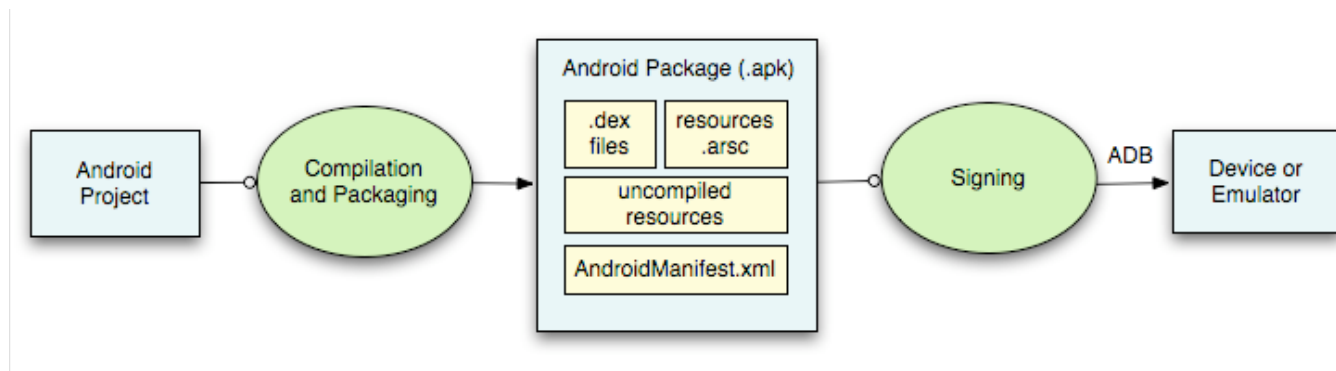 Android
Project
Compilation
and Packaging
Android Package (.apk)
.dex
files
resources
.arsc
uncompiled
resources
AndroidManifest.xml
Signing
ADB
Device or
Emulator